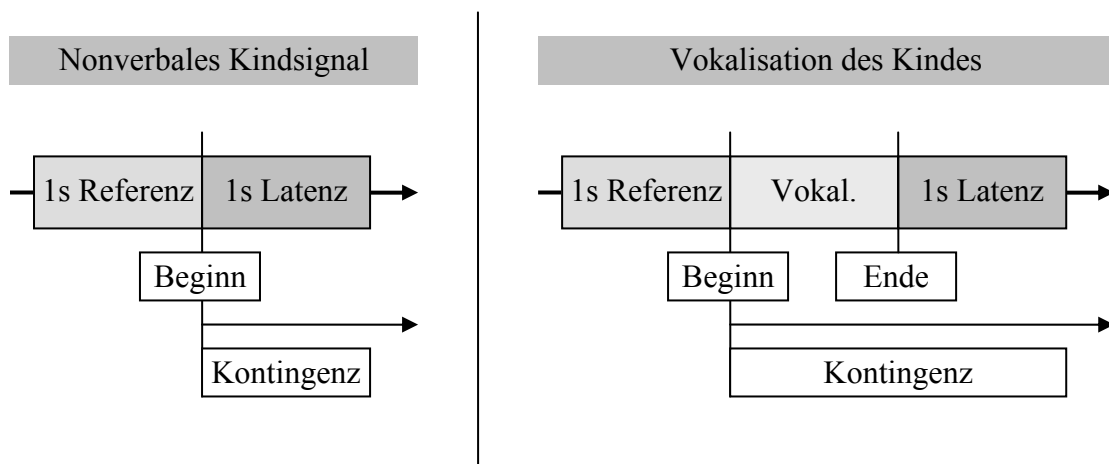 Nonverbales Kindsignal
1s Referenz
1s Latenz
Beginn
Kontingenz
Vokalisation des Kindes
1s Referenz
Vokal.
1s Latenz
Beginn
Ende
Kontingenz